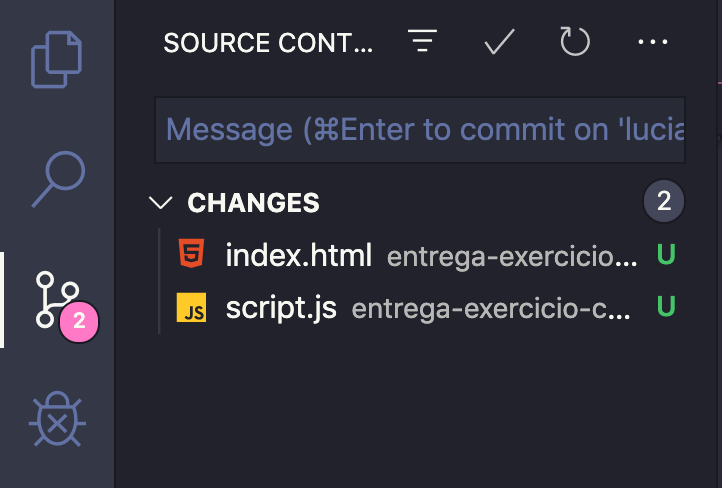 SOURCE CONT...
Message (⌘Enter to commit on 'lucia
CHANGES 2
index.html entrega-exercicio... U
JS script.js entrega-exercicio-c... U
2